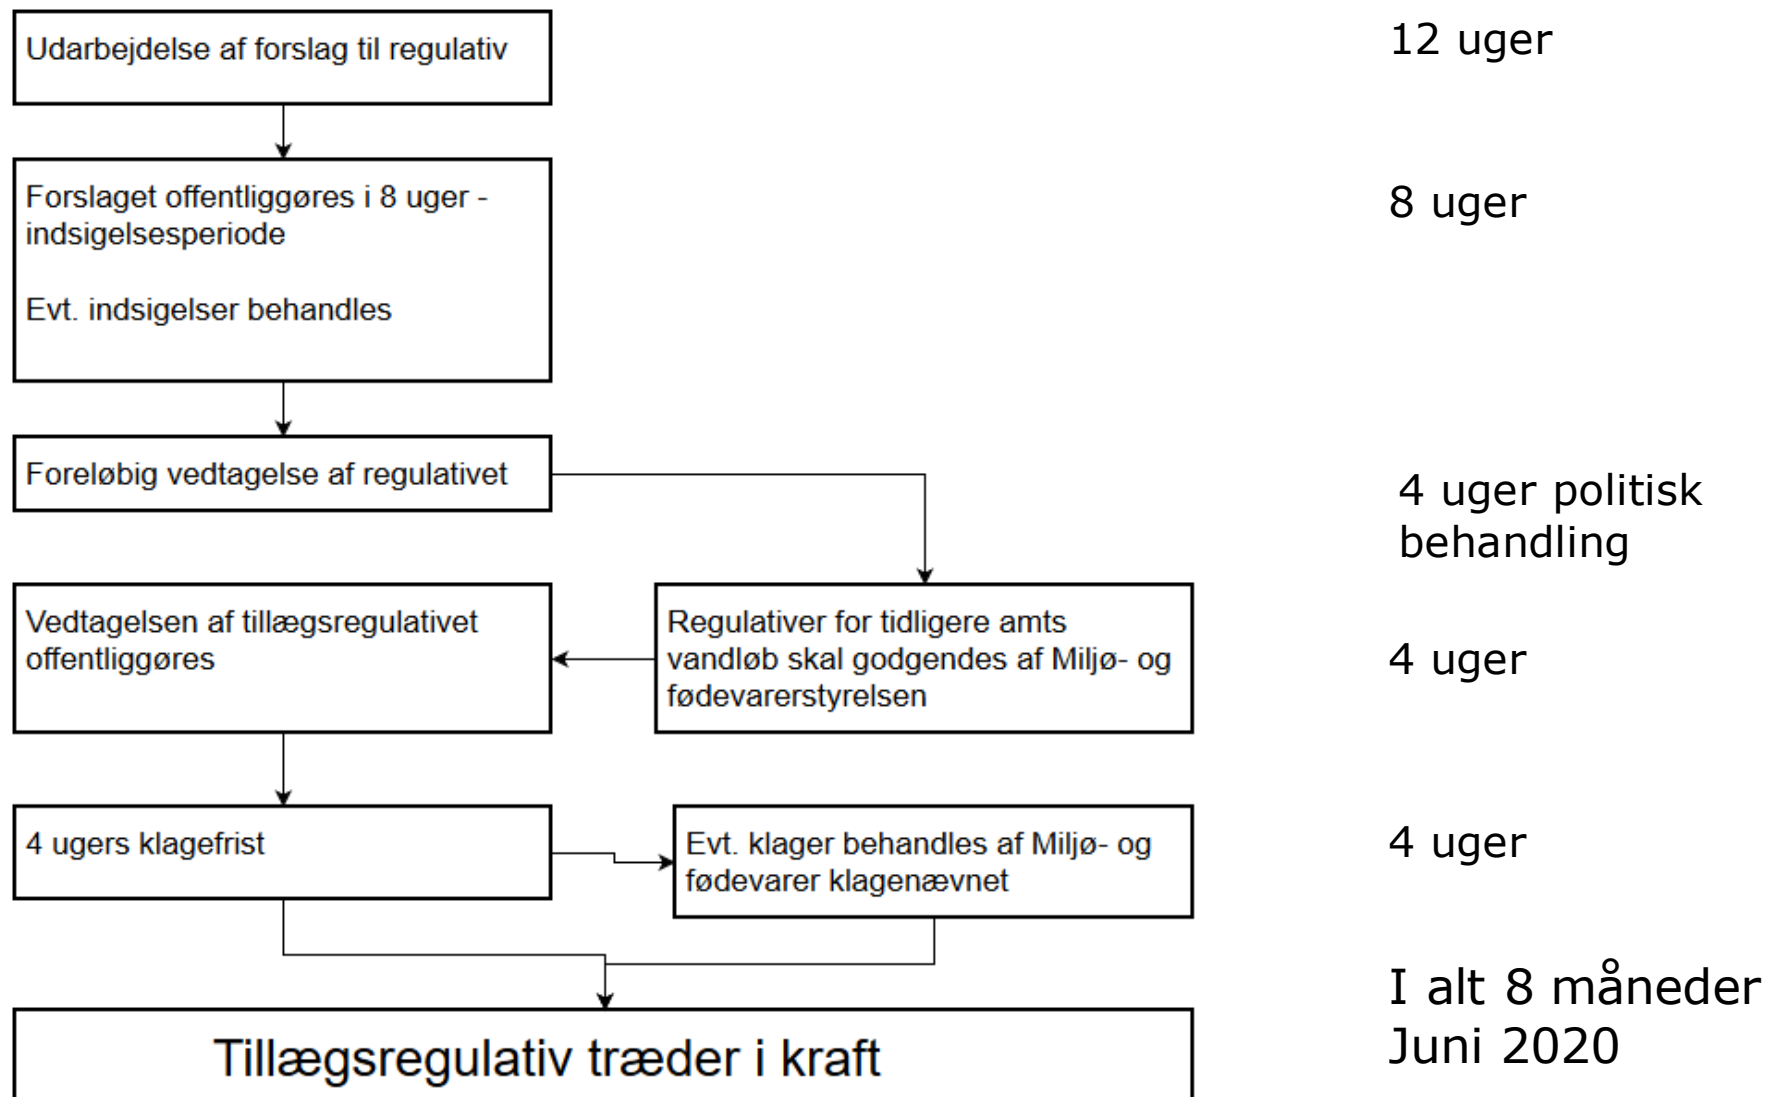 Udarbejdelse af forslag til regulativ
12 uger
Forslaget offentliggøres i 8 uger -
indsigelsesperiode
Evt. indsigelser behandles
8 uger
Foreløbig vedtagelse af regulativet
4 uger politisk
behandling
Vedtagelsen af tillægsregulativet
offentliggøres
Regulativer for tidligere amts
vandløb skal godgendes af Miljø- og
fødevarerstyrelsen
4 uger
4 ugers klagefrist
Evt. klager behandles af Miljø- og
fødevarer klagenævnet
4 uger
Tillægsregulativ træder i kraft
I alt 8 måneder
Juni 2020